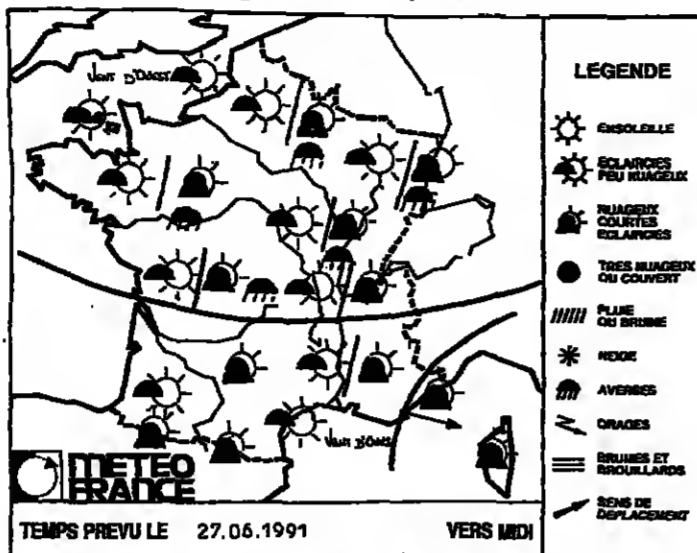 VENT D'OUEST
VENT D'OUEST
METEO
FRANCE
TEMPS PREVU LE 27.06.1991 VERS MIDI
LEGENDE
ENSOLEILLE
ECLAIRCIES
PEU NUAGEUX
NUAGEUX
COURTES
ECLAIRCIES
TRES NUAGEUX
OU COUVERT
PLUIE
OU BRUINE
NEIGE
AVERSES
ORAGES
BRUMES ET
BROUILLARDS
SENS DE
DEPLACEMENT